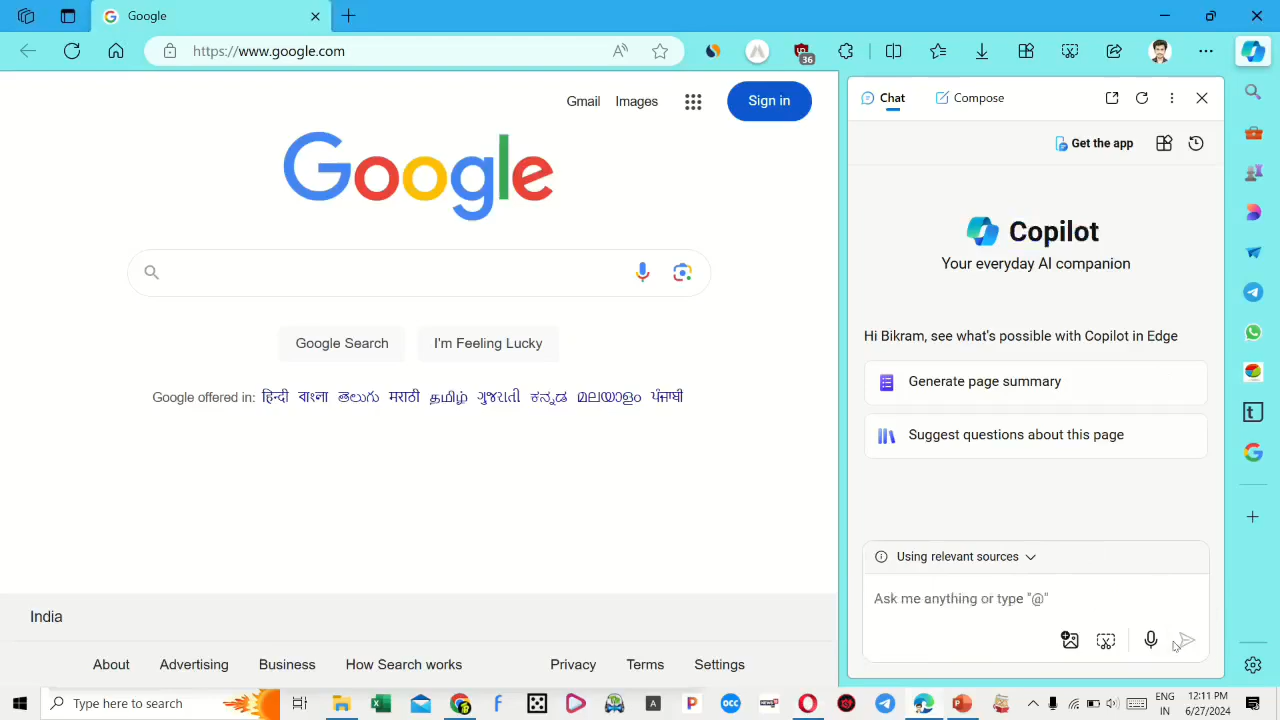 Google
https://www.google.com
36
Gmail Images Sign in
Google
Google Search I'm Feeling Lucky
Google offered in: हिन्दी বাংলা తెలుగు मराठी தமிழ் ગુજરાતી ಕನ್ನಡ മലയാളം ਪੰਜਾਬੀ
India
About Advertising Business How Search works Privacy Terms Settings
Chat Compose
Get the app
Copilot
Your everyday AI companion
Hi Bikram, see what's possible with Copilot in Edge
Generate page summary
Suggest questions about this page
Using relevant sources
Ask me anything or type "@"
Type here to search
occ
ENG
IN
12:11 PM
6/27/2024